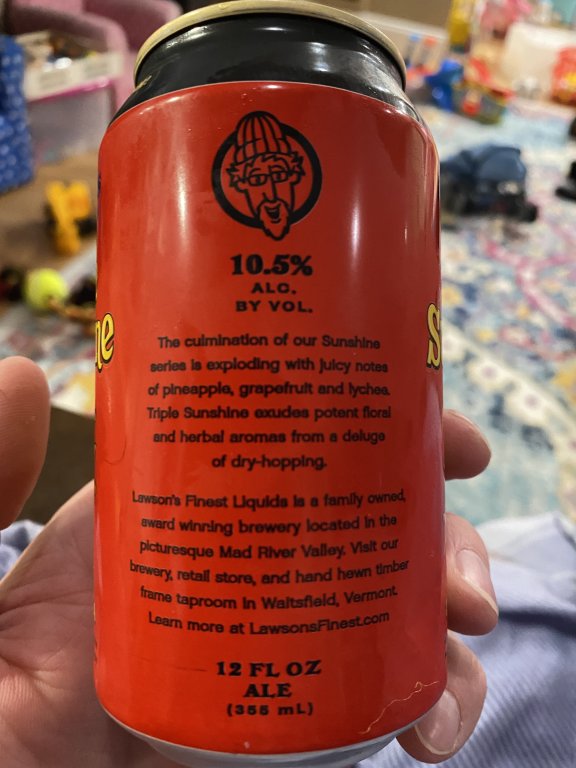 10.5%
ALC.
BY VOL.
ne
S
The culmination of our Sunshine
series is exploding with juicy notes
of pineapple, grapefruit and lychee.
Triple Sunshine exudes potent floral
and herbal aromas from a deluge
of dry-hopping.
Lawson's Finest Liquids is a family owned,
award winning brewery located in the
picturesque Mad River Valley. Visit our
brewery, retail store, and hand hewn timber
frame taproom in Waitsfield, Vermont.
Learn more at LawsonsFinest.com
12 FL OZ
ALE
(355 mL)